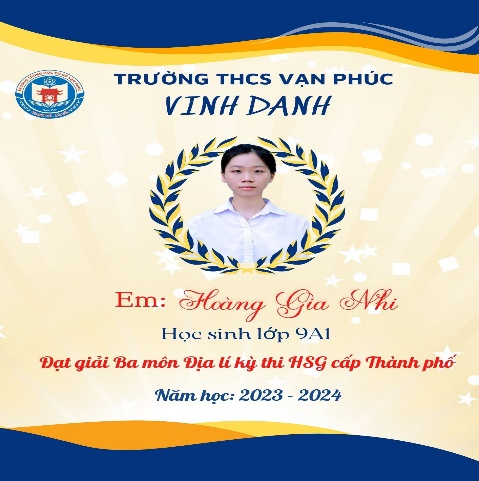 TRƯỜNG THCS VẠN PHÚC
VINH DANH
Em: Hoàng Gia Nhi
Học sinh lớp 9A1
Đạt giải Ba môn Địa lí kỳ thi HSG cấp Thành phố
Năm học: 2023 - 2024